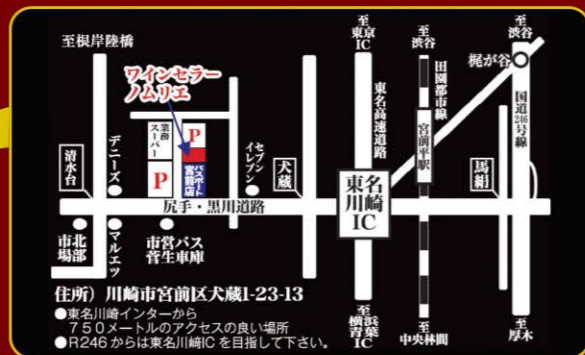 至根岸陸橋
至東京IC
至渋谷
至渋谷
ワインセラー
ノムリエ
梶が谷
田園都市線
国道246号線
東名高速道路
業務スーパー
P
デニーズ
セブンイレブン
清水台
P
パスポート宮前店
犬蔵
宮前平駅
馬絹
東名川崎IC
尻手・黒川道路
北部市場
マルエツ
市営バス
菅生車庫
住所）川崎市宮前区犬蔵1-23-13
●東名川崎インターから
７５０メートルのアクセスの良い場所
●R246からは東名川崎ICを目指して下さい。
至横浜青葉IC
至中央林間
至厚木